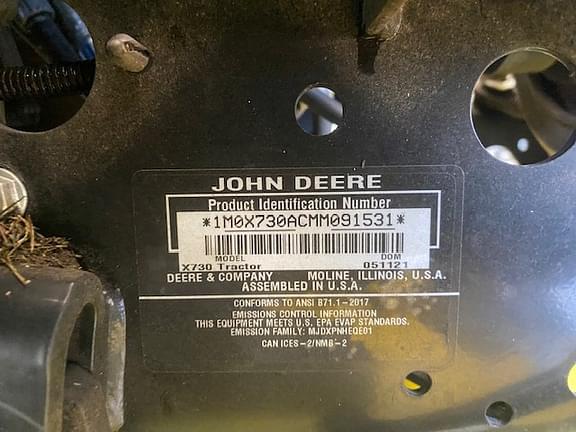 JOHN DEERE
Product Identification Number
*1M0X730ACMM091531*
MODEL DOM
X730 Tractor 051121
DEERE & COMPANY MOLINE, ILLINOIS, U.S.A.
ASSEMBLED IN U.S.A.
CONFORMS TO ANSI B71.1-2017
EMISSIONS CONTROL INFORMATION
THIS EQUIPMENT MEETS U.S. EPA EVAP STANDARDS.
EMISSION FAMILY: MJDXPNHEQE01
CAN ICES-2/NMB-2